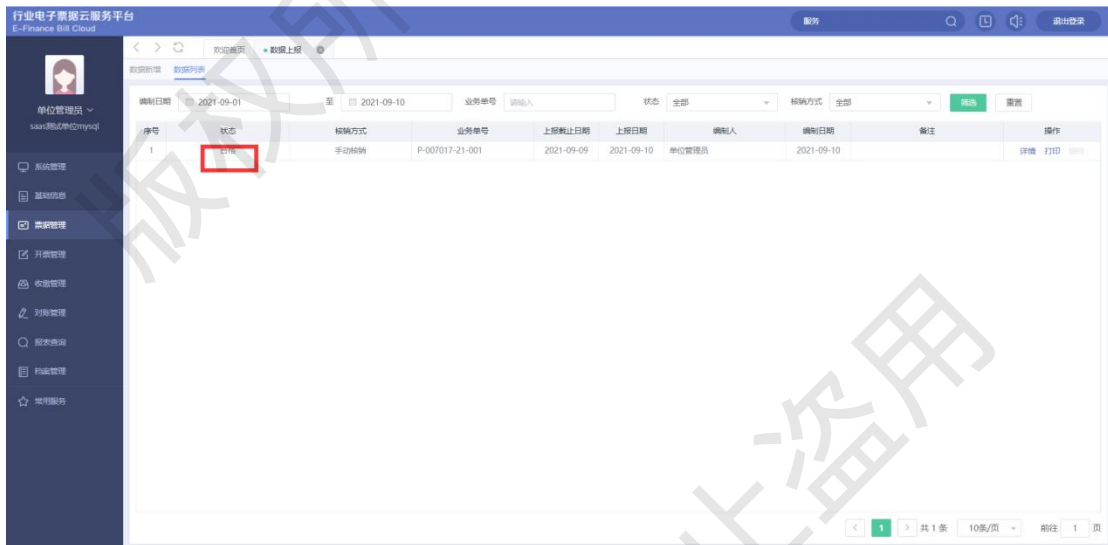 行业电子票据云服务平台
E-Finance Bill Cloud
服务
退出登录
欢迎首页 数据上报
数据新增 数据列表
单位管理员
saas测试单位mysql
编制日期 2021-09-01 至 2021-09-10 业务单号 请输入 状态 全部 核销方式 全部 筛选 重置
序号 状态 核销方式 业务单号 上报截止日期 上报日期 编制人 编制日期 备注 操作
1 合格 手动核销 P-007017-21-001 2021-09-09 2021-09-10 单位管理员 2021-09-10 详情 打印
系统管理
基础信息
票据管理
开票管理
收缴管理
对账管理
报表查询
档案管理
常用服务
1 共 1 条 10条/页 前往 1 页
版权所
止盗用